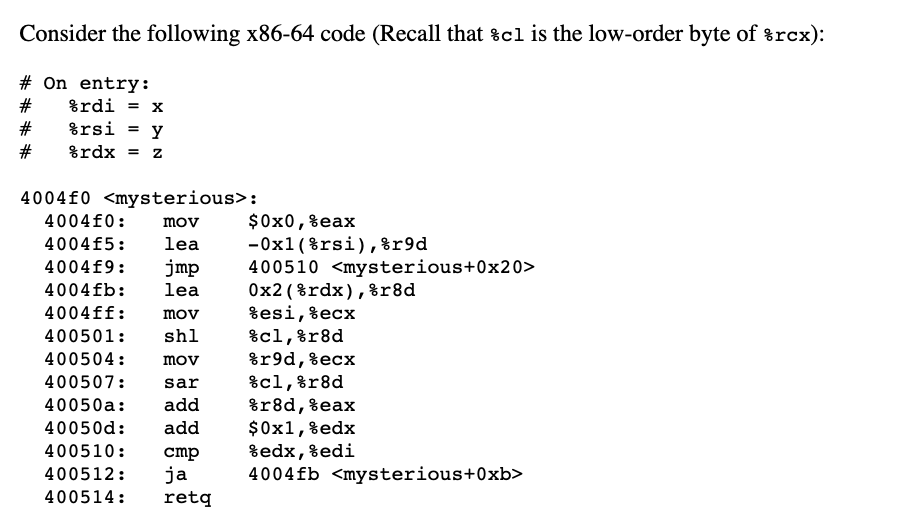 Consider the following x86-64 code (Recall that %cl is the low-order byte of %rcx):
# On entry:
#   %rdi = x
#   %rsi = y
#   %rdx = z
4004f0 <mysterious>:
  4004f0:   mov    $0x0,%eax
  4004f5:   lea    -0x1(%rsi),%r9d
  4004f9:   jmp    400510 <mysterious+0x20>
  4004fb:   lea    0x2(%rdx),%r8d
  4004ff:   mov    %esi,%ecx
  400501:   shl    %cl,%r8d
  400504:   mov    %r9d,%ecx
  400507:   sar    %cl,%r8d
  40050a:   add    %r8d,%eax
  40050d:   add    $0x1,%edx
  400510:   cmp    %edx,%edi
  400512:   ja     4004fb <mysterious+0xb>
  400514:   retq